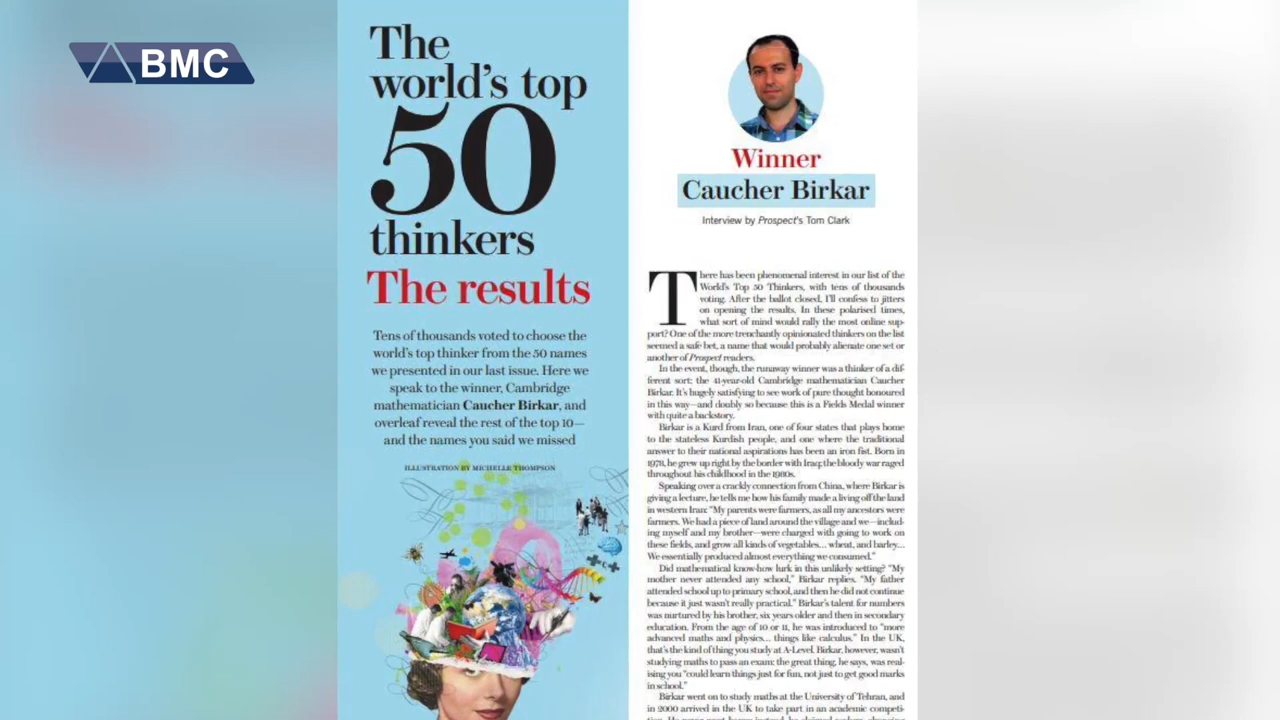 BMC
The
world's top
50
thinkers
The results
Tens of thousands voted to choose the
world's top thinker from the 50 names
we presented in our last issue. Here we
speak to the winner, Cambridge
mathematician Caucher Birkar, and
overleaf reveal the rest of the top 10—
and the names you said we missed
ILLUSTRATION BY MICHELLE THOMPSON
Winner
Caucher Birkar
Interview by Prospect's Tom Clark
There has been phenomenal interest in our list of the
World's Top 50 Thinkers, with tens of thousands
voting. After the ballot closed, I'll confess to jitters
on opening the results. In these polarised times,
what sort of mind would rally the most online sup-
port? One of the more trenchantly opinionated thinkers on the list
seemed a safe bet, a name that would probably alienate one set or
another of Prospect readers.
In the event, though, the runaway winner was a thinker of a dif-
ferent sort: the 41-year-old Cambridge mathematician Caucher
Birkar. It's hugely satisfying to see work of pure thought honoured
in this way—and doubly so because this is a Fields Medal winner
with quite a backstory.
Birkar is a Kurd from Iran, one of four states that plays home
to the stateless Kurdish people, and one where the traditional
answer to their national aspirations has been an iron fist. Born in
1978, he grew up right by the border with Iraq; the bloody war raged
throughout his childhood in the 1980s.
Speaking over a crackly connection from China, where Birkar is
giving a lecture, he tells me how his family made a living off the land
in western Iran: "My parents were farmers, as all my ancestors were
farmers. We had a piece of land around the village and we—includ-
ing myself and my brother—were charged with going to work on
these fields, and grow all kinds of vegetables... wheat, and barley...
We essentially produced almost everything we consumed."
Did mathematical know-how lurk in this unlikely setting? "My
mother never attended any school," Birkar replies. "My father
attended school up to primary school, and then he did not continue
because it just wasn't really practical." Birkar's talent for numbers
was nurtured by his brother, six years older and then in secondary
education. From the age of 10 or 11, he was introduced to "more
advanced maths and physics... things like calculus." In the UK,
that's the kind of thing you study at A-Level. Birkar, however, wasn't
studying maths to pass an exam: the great thing, he says, was real-
ising you "could learn things just for fun, not just to get good marks
in school."
Birkar went on to study maths at the University of Tehran, and
in 2000 arrived in the UK to take part in an academic competi-